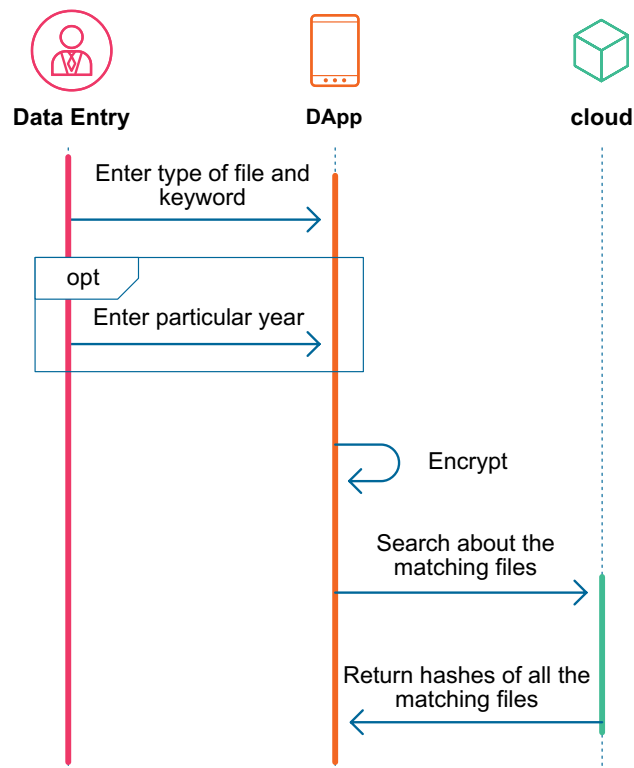 Data Entry
DApp
cloud
Enter type of file and
keyword
opt
Enter particular year
Encrypt
Search about the
matching files
Return hashes of all the
matching files